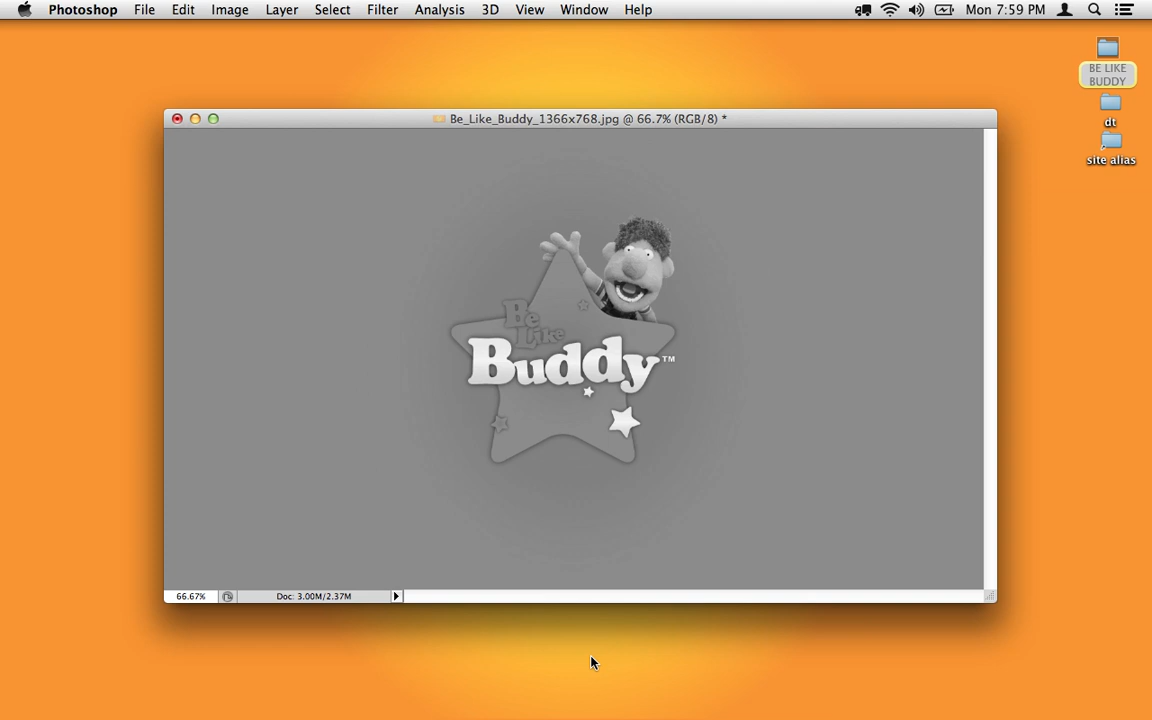 Photoshop File Edit Image Layer Select Filter Analysis 3D View Window Help Mon 7:59 PM
BE LIKE
BUDDY
dt
site alias
Be_Like_Buddy_1366x768.jpg @ 66.7% (RGB/8) *
Be
Like
Buddy™
66.67% Doc: 3.00M/2.37M